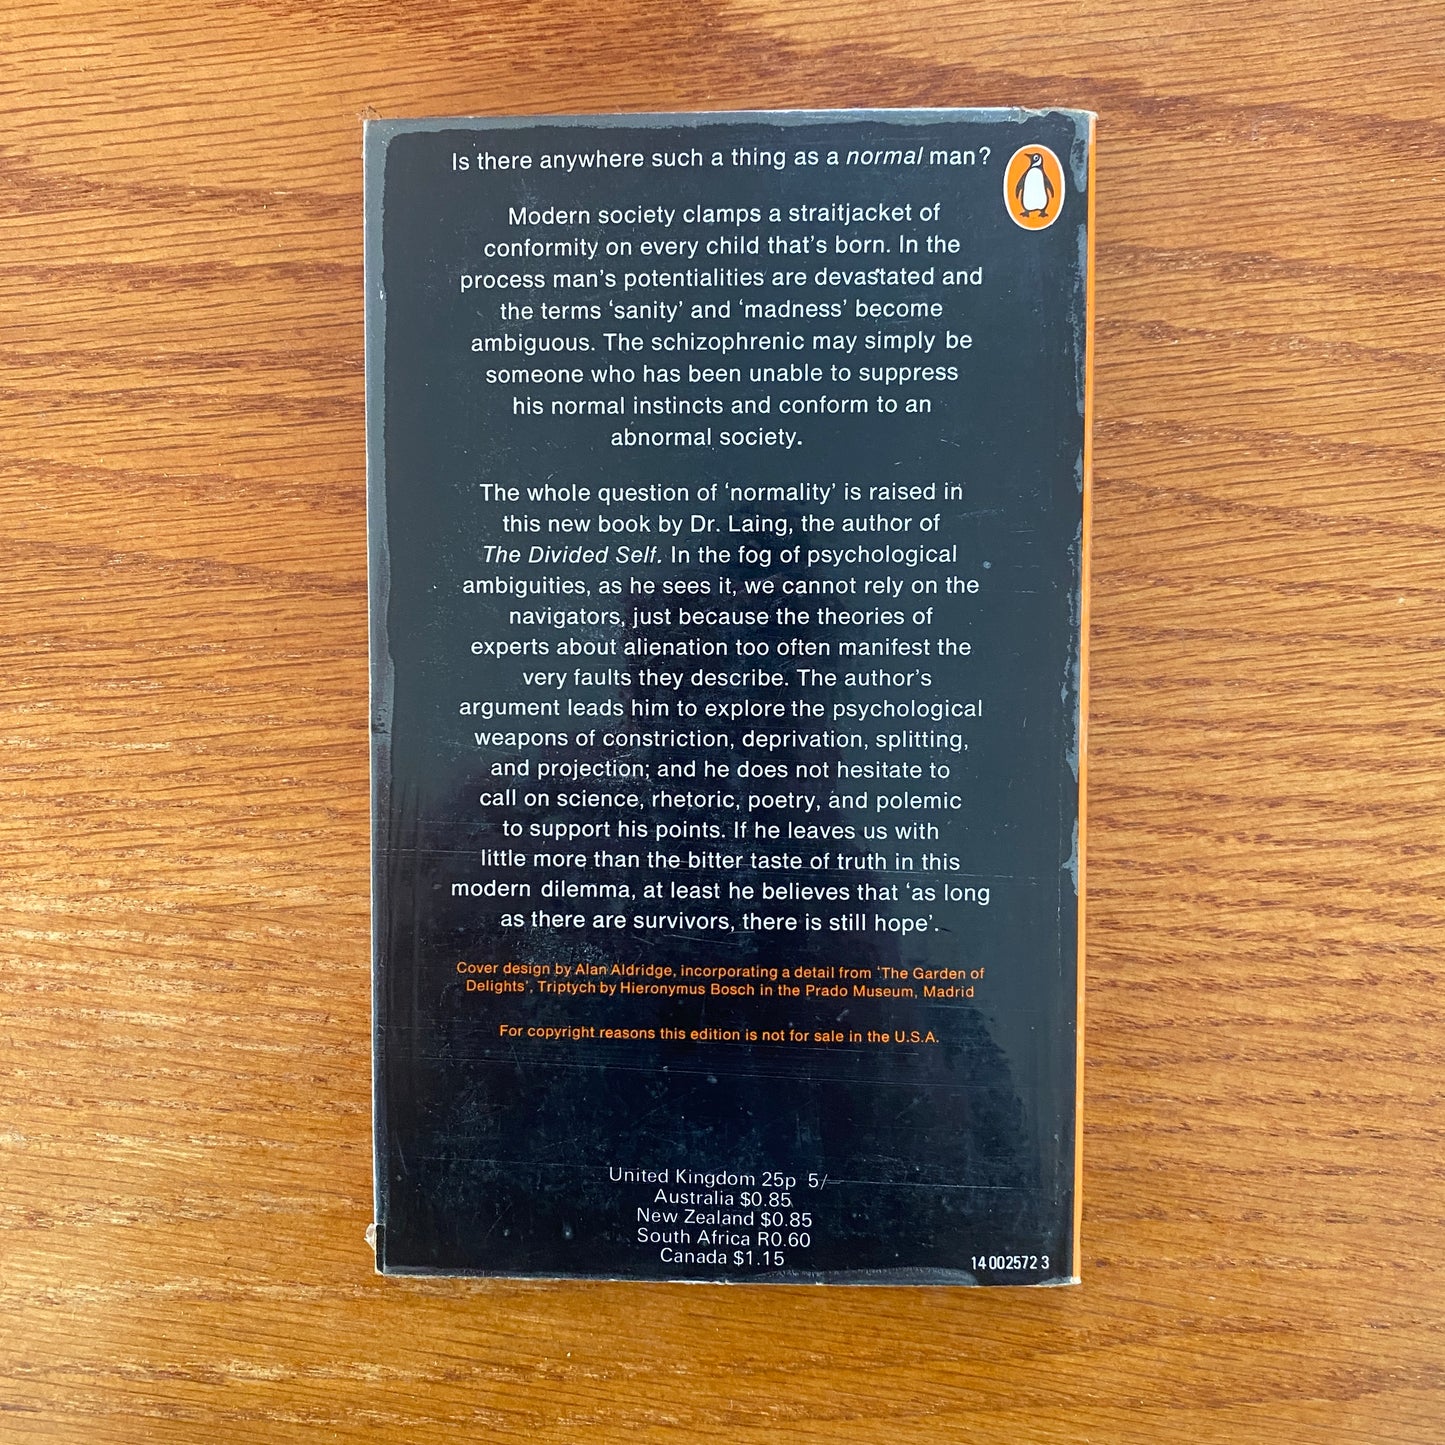 Is there anywhere such a thing as a normal man?
Modern society clamps a straitjacket of
conformity on every child that's born. In the
process man's potentialities are devastated and
the terms ‘sanity’ and ‘madness’ become
ambiguous. The schizophrenic may simply be
someone who has been unable to suppress
his normal instincts and conform to an
abnormal society.
The whole question of ‘normality’ is raised in
this new book by Dr. Laing, the author of
The Divided Self. In the fog of psychological
ambiguities, as he sees it, we cannot rely on the
navigators, just because the theories of
experts about alienation too often manifest the
very faults they describe. The author's
argument leads him to explore the psychological
weapons of constriction, deprivation, splitting,
and projection; and he does not hesitate to
call on science, rhetoric, poetry, and polemic
to support his points. If he leaves us with
little more than the bitter taste of truth in this
modern dilemma, at least he believes that ‘as long
as there are survivors, there is still hope’.
Cover design by Alan Aldridge, incorporating a detail from ‘The Garden of
Delights’, Triptych by Hieronymus Bosch in the Prado Museum, Madrid
For copyright reasons this edition is not for sale in the U.S.A.
United Kingdom 25p 5/-
Australia $0.85
New Zealand $0.85
South Africa R0.60
Canada $1.15
14 002572 3